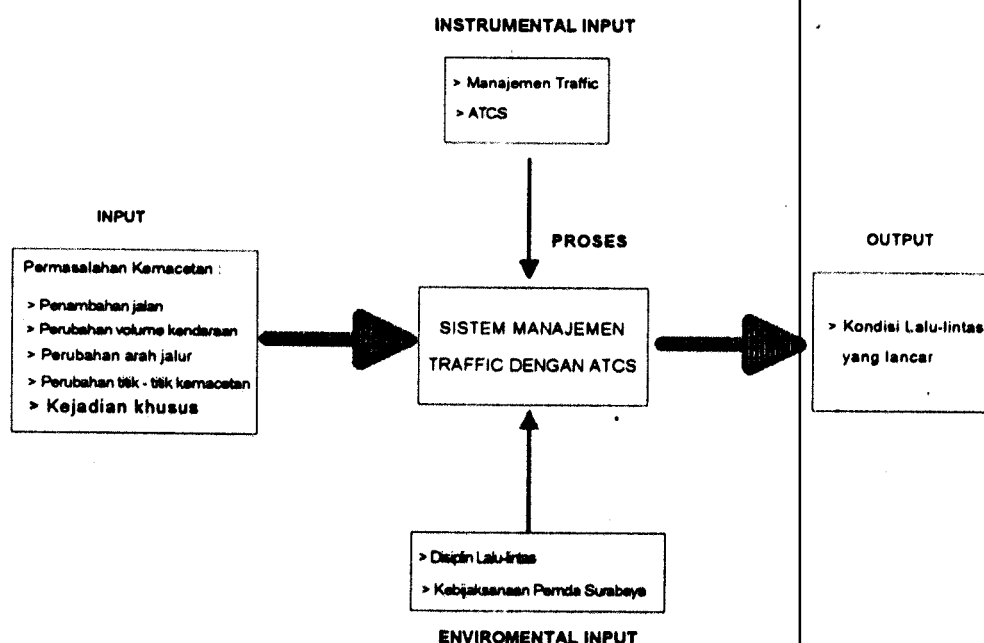 INSTRUMENTAL INPUT
> Manajemen Traffic
> ATCS
INPUT
PROSES
OUTPUT
Permasalahan Kemacetan :
> Penambahan jalan
> Perubahan volume kendaraan
> Perubahan arah jalur
> Perubahan titik - titik kemacetan
> Kejadian khusus
SISTEM MANAJEMEN
TRAFFIC DENGAN ATCS
> Kondisi Lalu-lintas
yang lancar
> Disiplin Lalu-lintas
> Kebijaksanaan Pemda Surabaya
ENVIROMENTAL INPUT